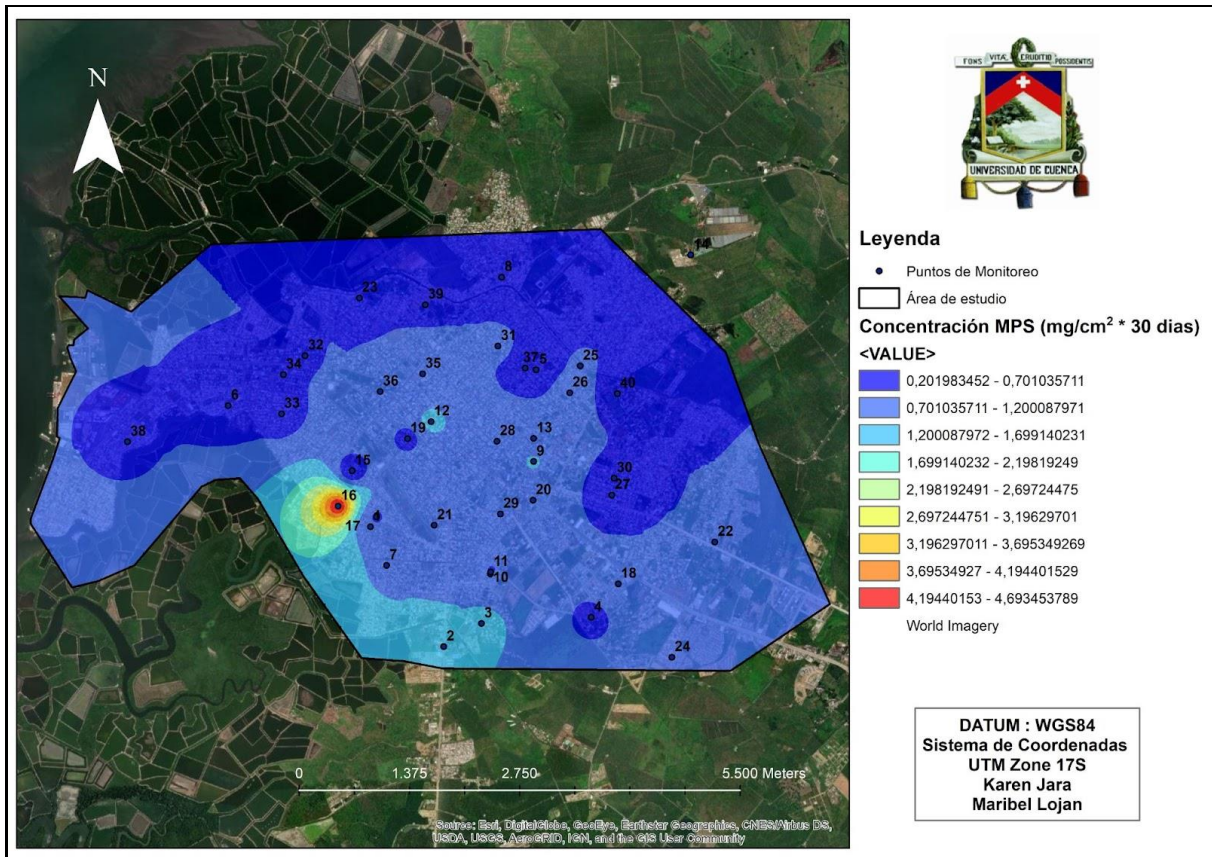 N
FONS VITÆ ERUDITIO POSSIDENTIS
UNIVERSIDAD DE CUENCA
14
8
23
39
31
32
37 5
25
34
35
36
40
6
33
26
12
38
19
28
13
9
15
30
27
16
20
29
17
4
21
22
7
11
10
18
3
4
2
24
0 1.375 2.750 5.500 Meters
Source: Esri, DigitalGlobe, GeoEye, Earthstar Geographics, CNES/Airbus DS,
USDA, USGS, AeroGRID, IGN, and the GIS User Community
Leyenda
Puntos de Monitoreo
Área de estudio
Concentración MPS (mg/cm² * 30 dias)
<VALUE>
0,201983452 - 0,701035711
0,701035711 - 1,200087971
1,200087972 - 1,699140231
1,699140232 - 2,19819249
2,198192491 - 2,69724475
2,697244751 - 3,19629701
3,196297011 - 3,695349269
3,69534927 - 4,194401529
4,19440153 - 4,693453789
World Imagery
DATUM : WGS84
Sistema de Coordenadas
UTM Zone 17S
Karen Jara
Maribel Lojan